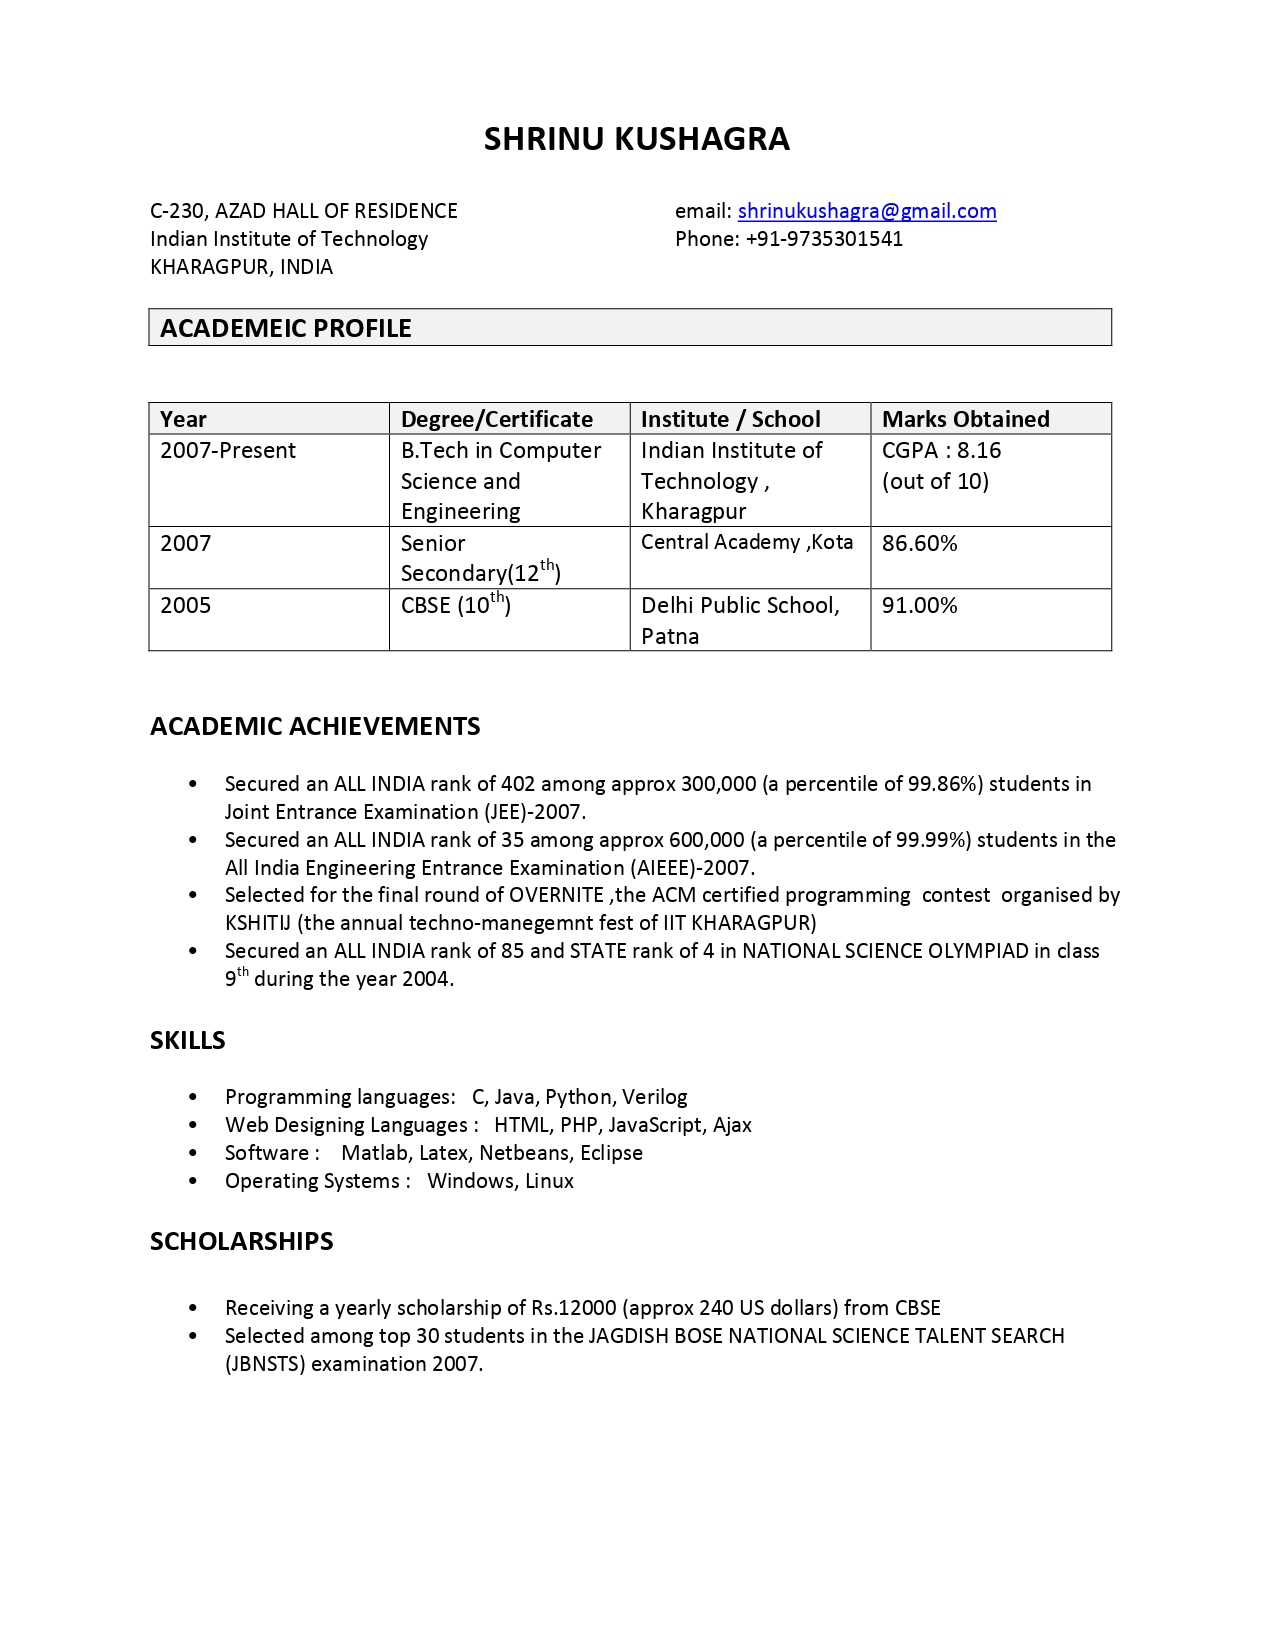 SHRINU KUSHAGRA
C-230, AZAD HALL OF RESIDENCE email: shrinukushagra@gmail.com
Indian Institute of Technology Phone: +91-9735301541
KHARAGPUR, INDIA
ACADEMEIC PROFILE
Year Degree/Certificate Institute / School Marks Obtained
2007-Present B.Tech in Computer Indian Institute of CGPA : 8.16
Science and Technology , (out of 10)
Engineering Kharagpur
2007 Senior Central Academy ,Kota 86.60%
Secondary(12th)
2005 CBSE (10th) Delhi Public School, 91.00%
Patna
ACADEMIC ACHIEVEMENTS
• Secured an ALL INDIA rank of 402 among approx 300,000 (a percentile of 99.86%) students in
Joint Entrance Examination (JEE)-2007.
• Secured an ALL INDIA rank of 35 among approx 600,000 (a percentile of 99.99%) students in the
All India Engineering Entrance Examination (AIEEE)-2007.
• Selected for the final round of OVERNITE ,the ACM certified programming contest organised by
KSHITIJ (the annual techno-manegemnt fest of IIT KHARAGPUR)
• Secured an ALL INDIA rank of 85 and STATE rank of 4 in NATIONAL SCIENCE OLYMPIAD in class
9th during the year 2004.
SKILLS
• Programming languages: C, Java, Python, Verilog
• Web Designing Languages : HTML, PHP, JavaScript, Ajax
• Software : Matlab, Latex, Netbeans, Eclipse
• Operating Systems : Windows, Linux
SCHOLARSHIPS
• Receiving a yearly scholarship of Rs.12000 (approx 240 US dollars) from CBSE
• Selected among top 30 students in the JAGDISH BOSE NATIONAL SCIENCE TALENT SEARCH
(JBNSTS) examination 2007.